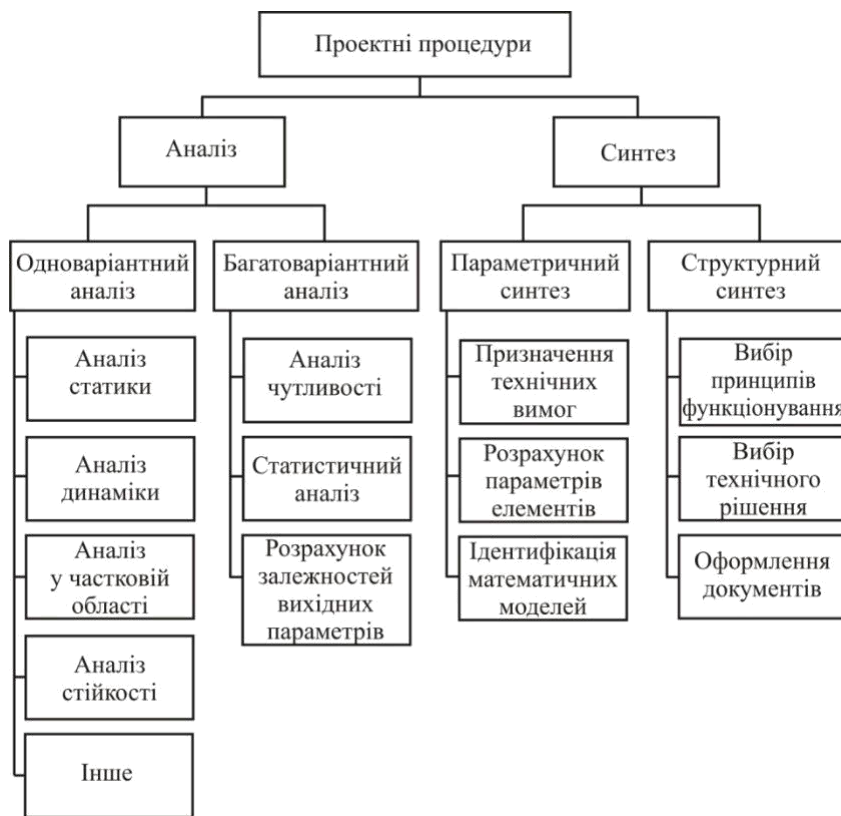 Проектні процедури
Аналіз
Синтез
Одноваріантний
аналіз
Багатоваріантний
аналіз
Параметричний
синтез
Структурний
синтез
Аналіз
статики
Аналіз
динаміки
Аналіз
у частковій
області
Аналіз
стійкості
Інше
Аналіз
чутливості
Статистичний
аналіз
Розрахунок
залежностей
вихідних
параметрів
Призначення
технічних
вимог
Розрахунок
параметрів
елементів
Ідентифікація
математичних
моделей
Вибір
принципів
функціонування
Вибір
технічного
рішення
Оформлення
документів